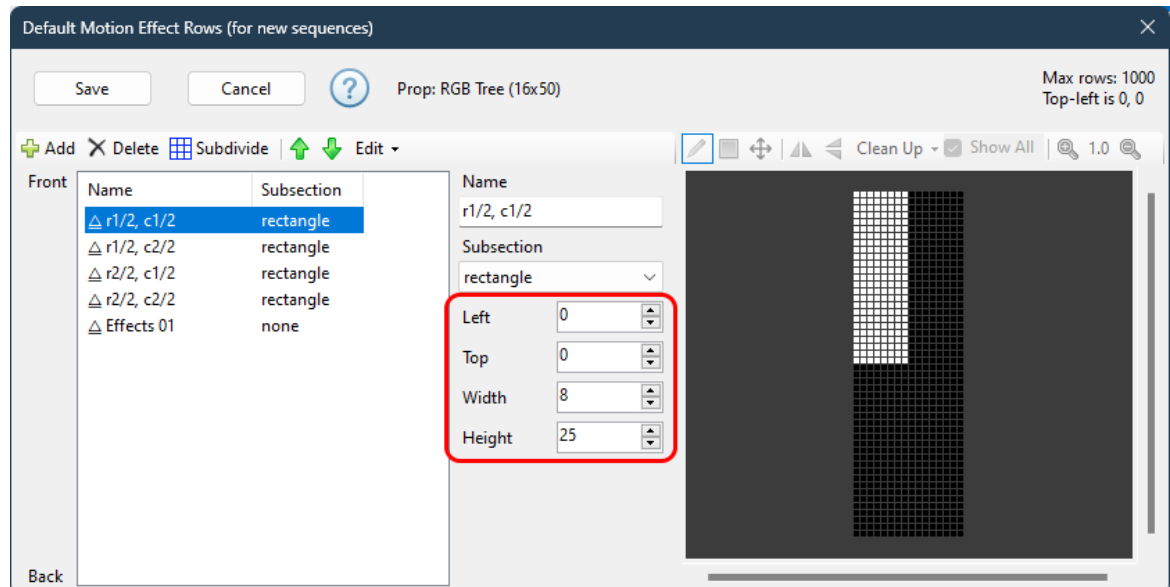 Default Motion Effect Rows (for new sequences)
Save
Cancel
?
Prop: RGB Tree (16x50)
Max rows: 1000
Top-left is 0, 0
Add
Delete
Subdivide
Edit
Clean Up
Show All
1.0
Front
Name
Subsection
r1/2, c1/2
rectangle
r1/2, c2/2
rectangle
r2/2, c1/2
rectangle
r2/2, c2/2
rectangle
Effects 01
none
Back
Name
r1/2, c1/2
Subsection
rectangle
Left
0
Top
0
Width
8
Height
25